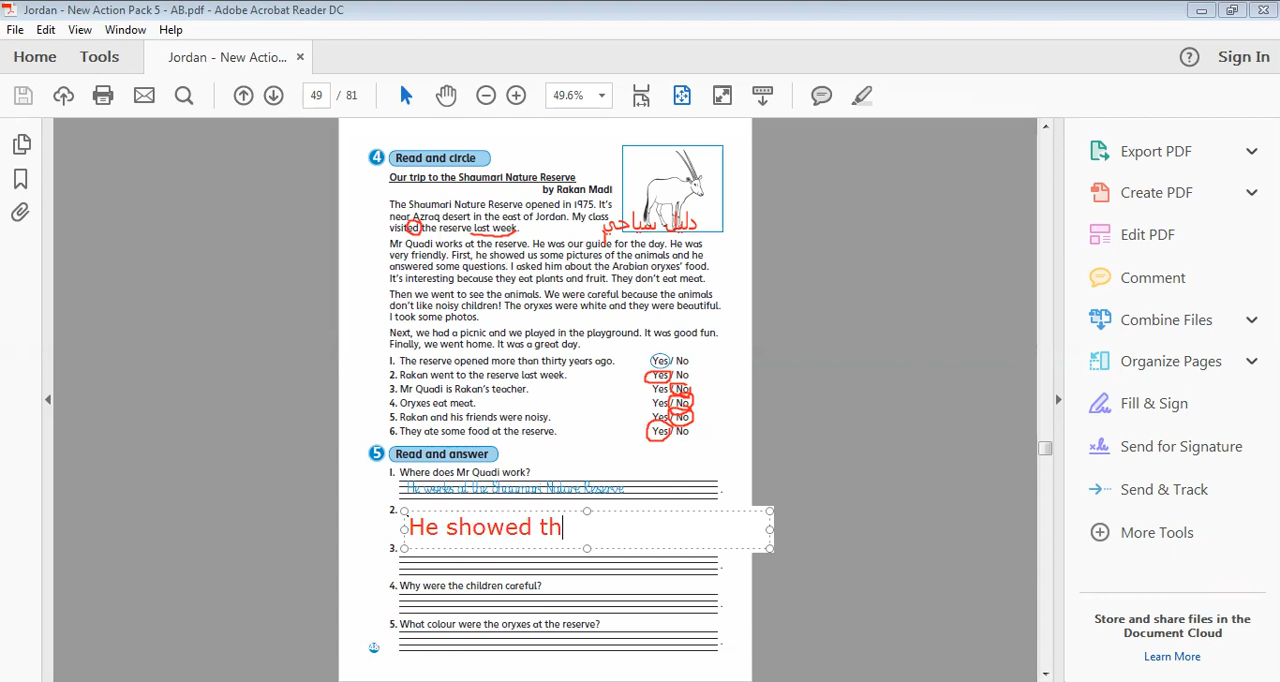 Jordan - New Action Pack 5 - AB.pdf - Adobe Acrobat Reader DC
File Edit View Window Help
Home Tools Jordan - New Actio... × Sign In
49 / 81 49.6%
4 Read and circle
Our trip to the Shaumari Nature Reserve
by Rakan Madi
The Shaumari Nature Reserve opened in 1975. It's
near Azraq desert in the east of Jordan. My class
visited the reserve last week.
دليل سياحي
Mr Quadi works at the reserve. He was our guide for the day. He was
very friendly. First, he showed us some pictures of the animals and he
answered some questions. I asked him about the Arabian oryxes' food.
It's interesting because they eat plants and fruit. They don't eat meat.
Then we went to see the animals. We were careful because the animals
don't like noisy children! The oryxes were white and they were beautiful.
I took some photos.
Next, we had a picnic and we played in the playground. It was good fun.
Finally, we went home. It was a great day.
1. The reserve opened more than thirty years ago. Yes / No
2. Rakan went to the reserve last week. Yes / No
3. Mr Quadi is Rakan's teacher. Yes / No
4. Oryxes eat meat. Yes / No
5. Rakan and his friends were noisy. Yes / No
6. They ate some food at the reserve. Yes / No
5 Read and answer
1. Where does Mr Quadi work?
He works at the Shaumari Nature Reserve .
2.
He showed th
3.
.
4. Why were the children careful?
.
5. What colour were the oryxes at the reserve?
.
48
Export PDF
Create PDF
Edit PDF
Comment
Combine Files
Organize Pages
Fill & Sign
Send for Signature
Send & Track
More Tools
Store and share files in the
Document Cloud
Learn More